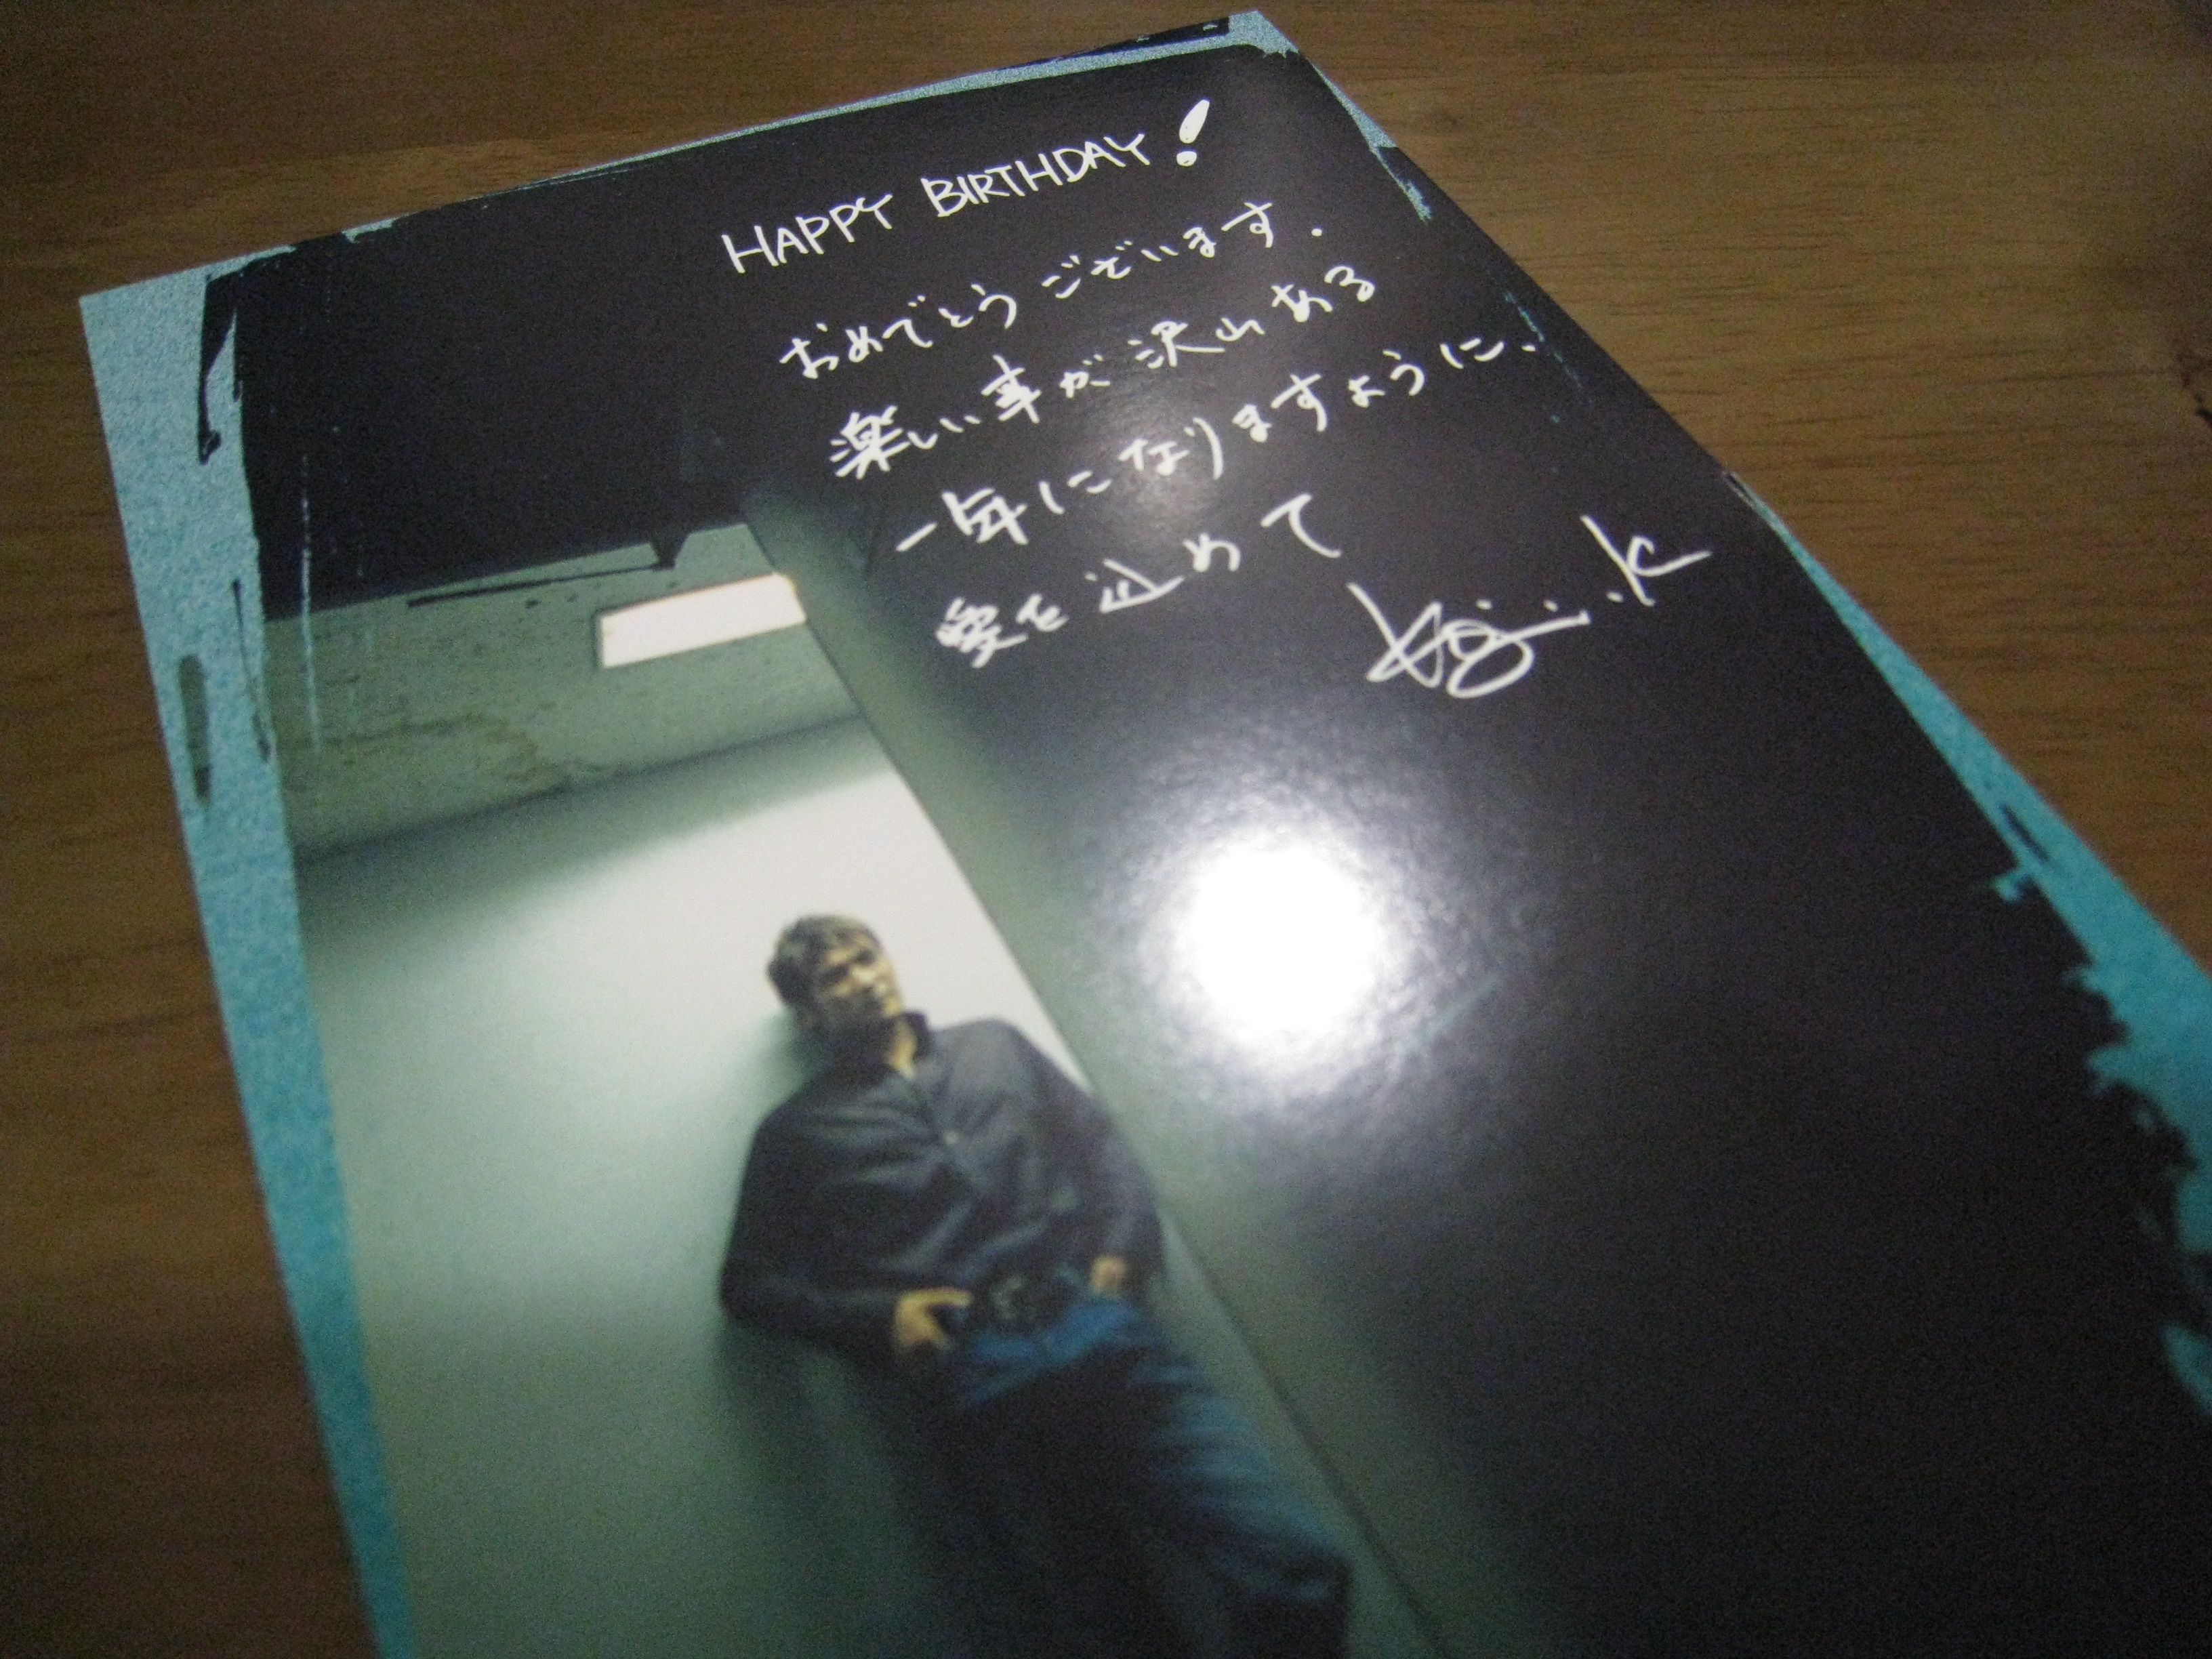 HAPPY BIRTHDAY!
おめでとうございます.
楽しい事が沢山ある
一年になりますように.
愛を込めて
Koji.K